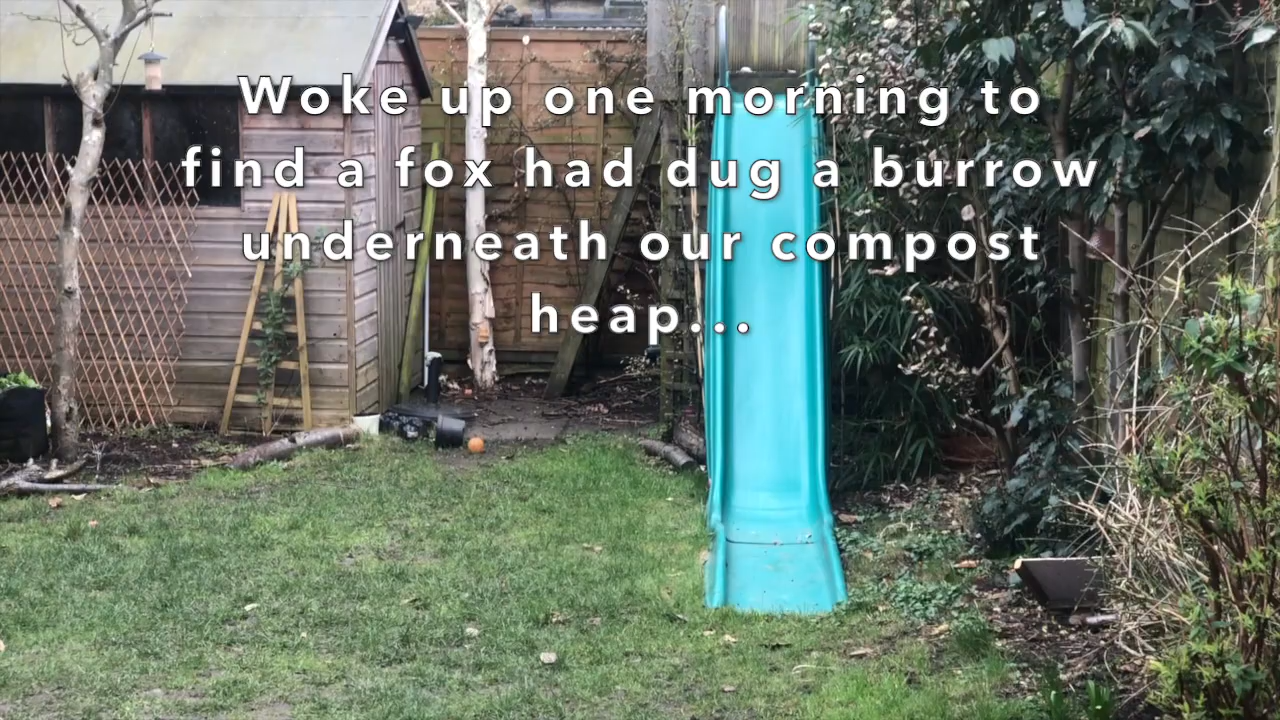 Woke up one morning to
find a fox had dug a burrow
underneath our compost
heap...